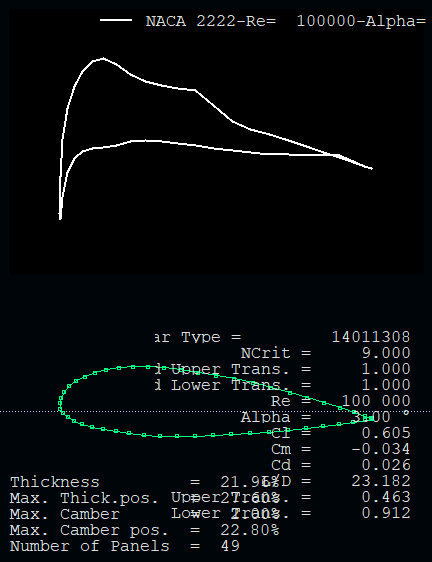 NACA 2222-Re=  100000-Alpha=
ar Type =  14011308
NCrit =  9.000
d Upper Trans. =  1.000
d Lower Trans. =  1.000
Re =  100 000
Alpha =  3.00 °
Cl =  0.605
Cm =  -0.034
Cd =  0.026
L/D =  23.182
Upper Trans. =  0.463
Lower Trans. =  0.912
Thickness =  21.96%
Max. Thick.pos. =  27.60%
Max. Camber =  2.00%
Max. Camber pos. =  22.80%
Number of Panels =  49